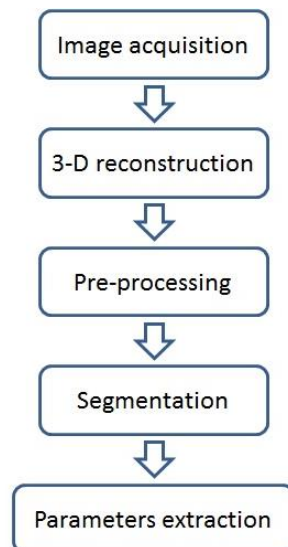 Image acquisition
3-D reconstruction
Pre-processing
Segmentation
Parameters extraction